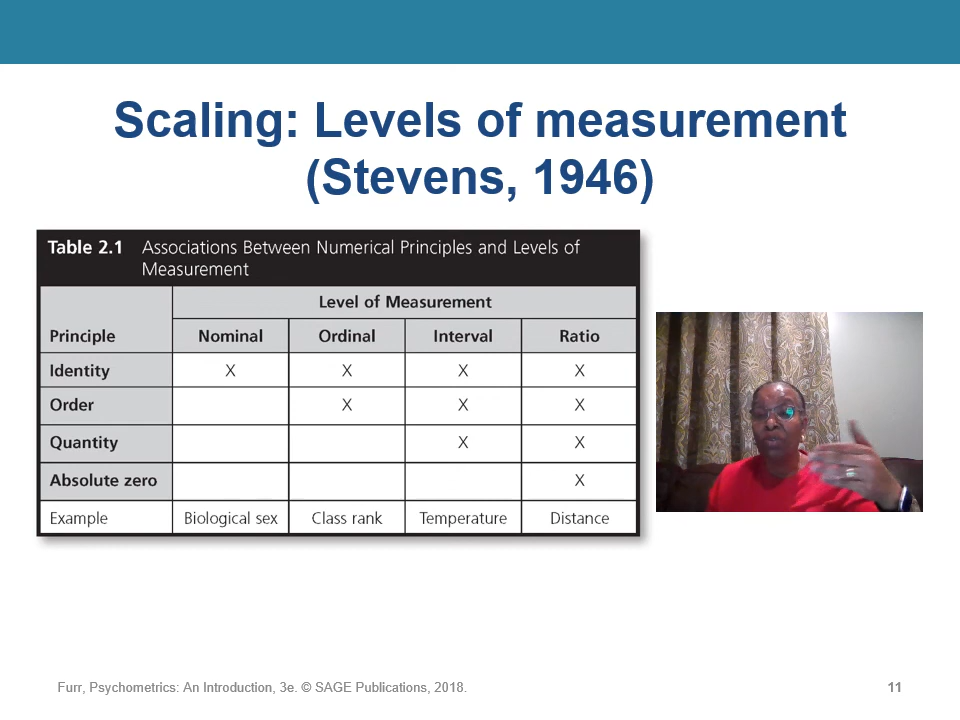 Scaling: Levels of measurement
(Stevens, 1946)
Table 2.1 Associations Between Numerical Principles and Levels of
Measurement
Level of Measurement
Principle Nominal Ordinal Interval Ratio
Identity X X X X
Order X X X
Quantity X X
Absolute zero X
Example Biological sex Class rank Temperature Distance
Furr, Psychometrics: An Introduction, 3e. © SAGE Publications, 2018. 11